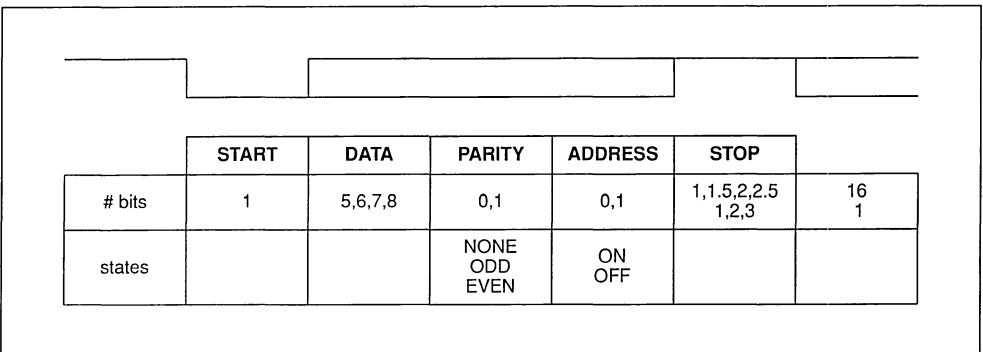 START DATA PARITY ADDRESS STOP
# bits 1 5,6,7,8 0,1 0,1 1,1.5,2,2.5 16
1,2,3 1
states NONE ON
ODD OFF
EVEN